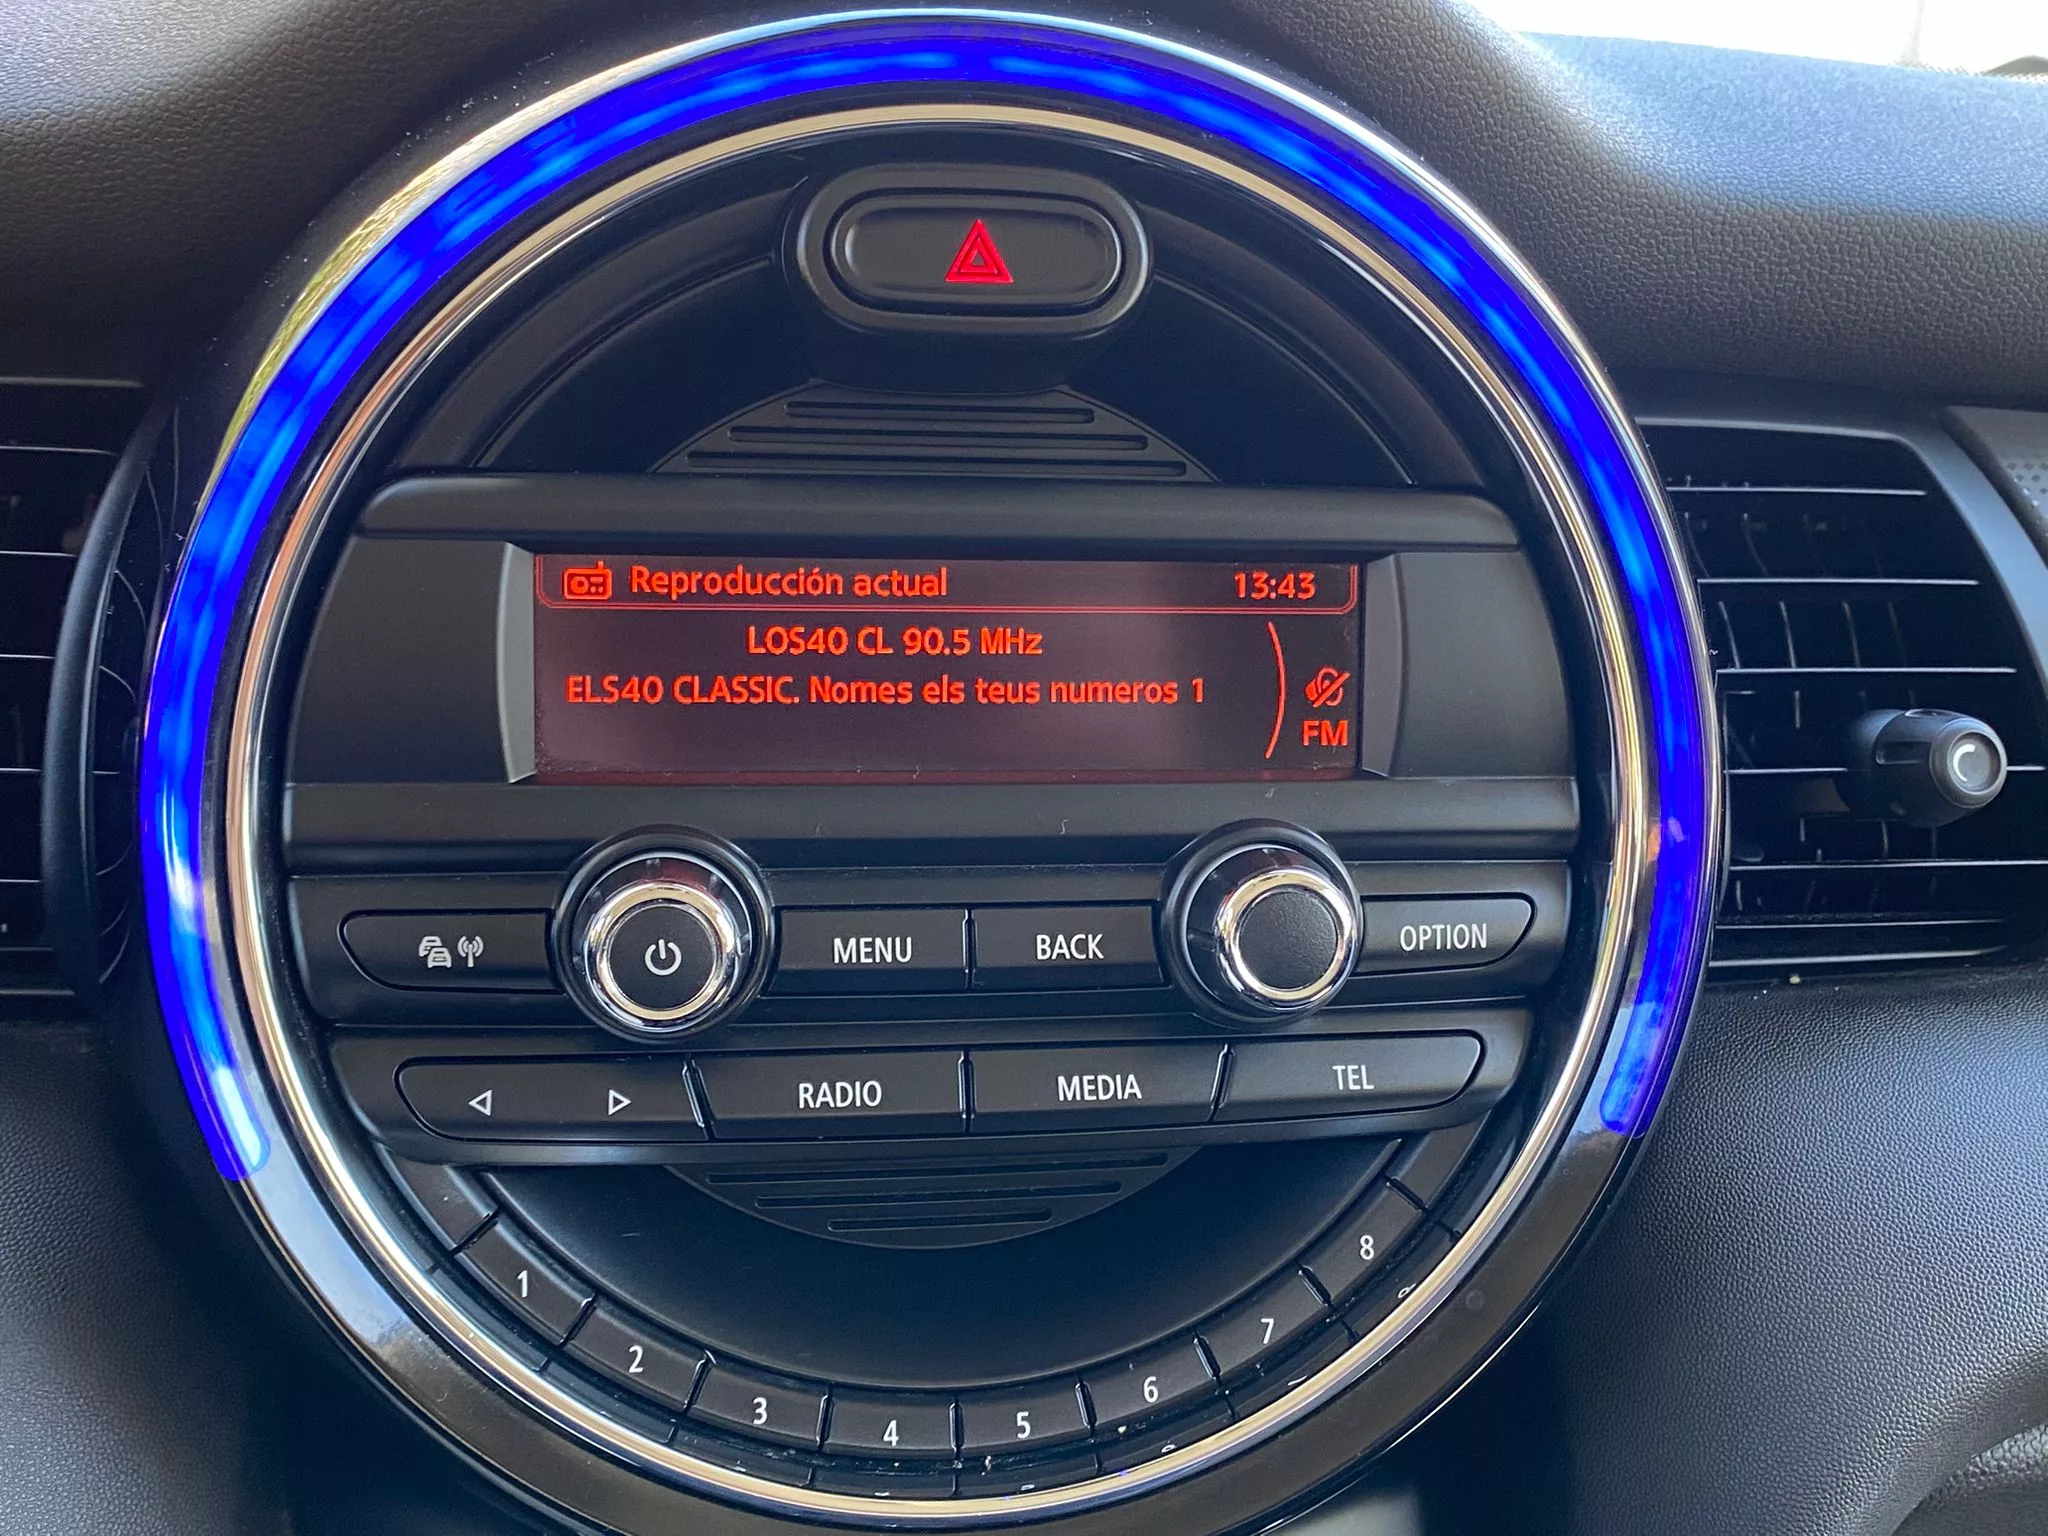 Reproducción actual 13:43
LOS40 CL 90.5 MHz
ELS40 CLASSIC. Nomes els teus numeros 1
FM
MENU BACK OPTION
RADIO MEDIA TEL
1 2 3 4 5 6 7 8